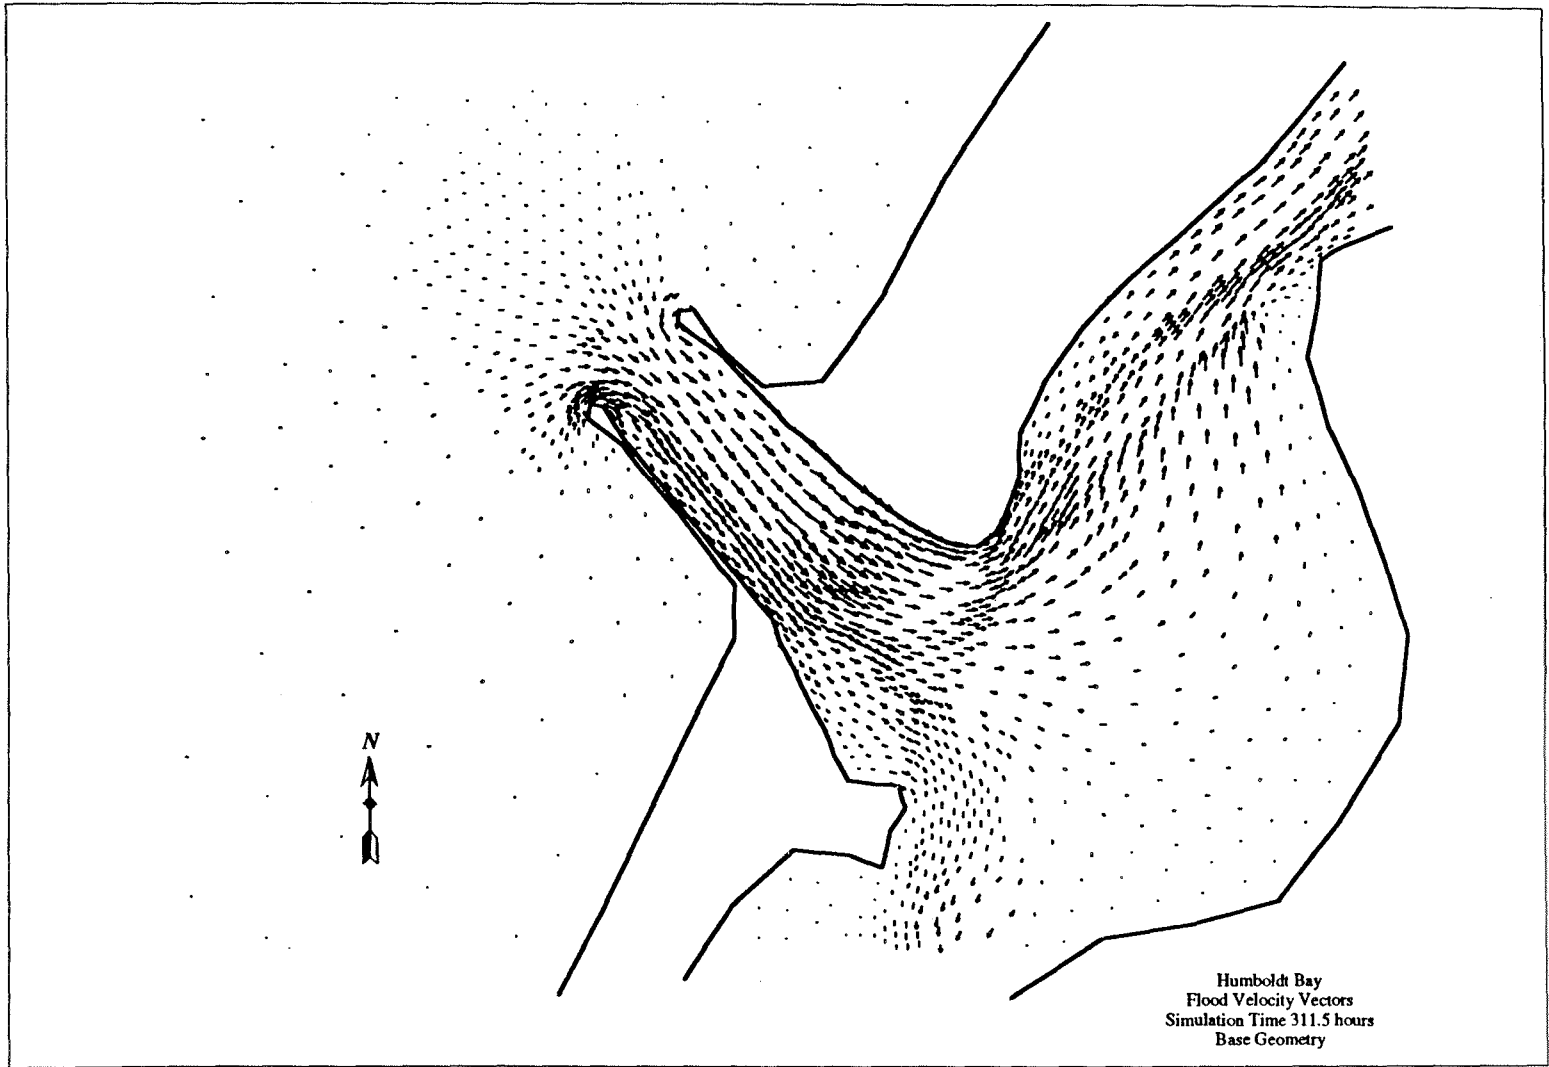 N
Humboldt Bay
Flood Velocity Vectors
Simulation Time 311.5 hours
Base Geometry